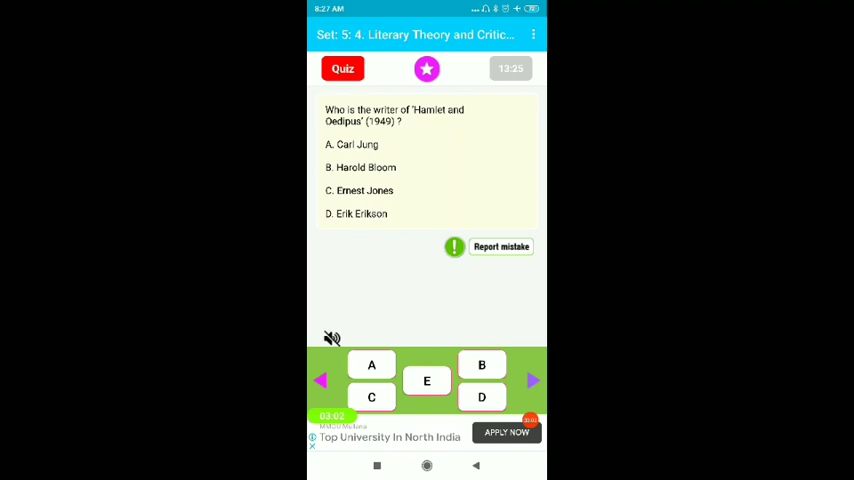 8:27 AM
Set: 5: 4. Literary Theory and Critic...
Quiz
13:25
Who is the writer of 'Hamlet and
Oedipus' (1949) ?
A. Carl Jung
B. Harold Bloom
C. Ernest Jones
D. Erik Erikson
! Report mistake
A
B
E
C
D
03:02
Top University In North India
APPLY NOW